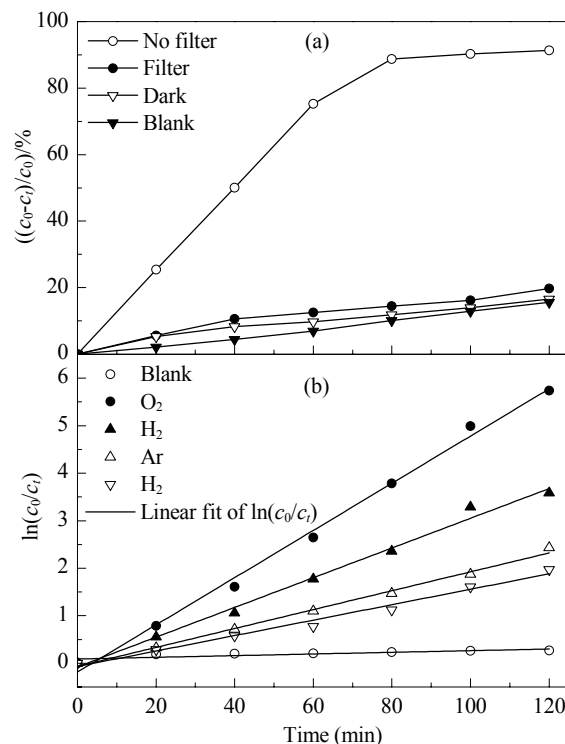 100
80
60
40
20
0
((c₀-cₜ)/c₀)/%
(a)
No filter
Filter
Dark
Blank
6
5
4
3
2
1
0
ln(c₀/cₜ)
(b)
Blank
O₂
H₂
Ar
H₂
Linear fit of ln(c₀/cₜ)
0 20 40 60 80 100 120
Time (min)